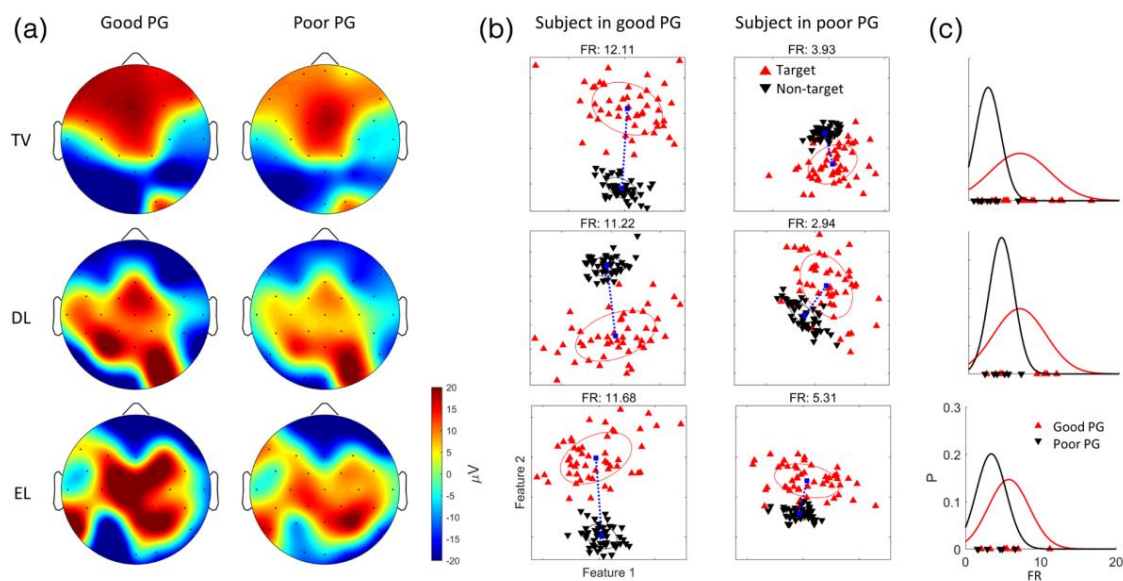 (a)
Good PG
Poor PG
TV
DL
EL
20
15
10
5
0
-5
-10
-15
-20
μV
(b)
Subject in good PG
Subject in poor PG
FR: 12.11
FR: 3.93
Target
Non-target
FR: 11.22
FR: 2.94
FR: 11.68
FR: 5.31
Feature 2
Feature 1
(c)
0.3
0.2
0.1
0
P
Good PG
Poor PG
0
10
20
FR